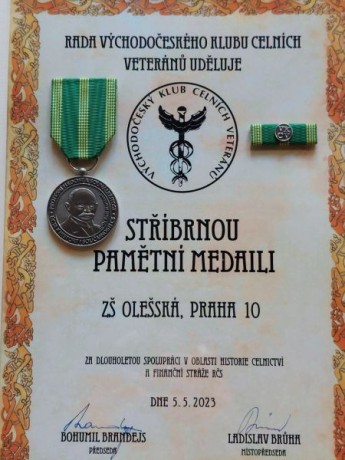 RADA VÝCHODOČESKÉHO KLUBU CELNÍCH
VETERÁNŮ UDĚLUJE
VÝCHODOČESKÝ KLUB CELNÍCH VETERANU
STŘÍBRNOU
PAMĚTNÍ MEDAILI
ZŠ OLEŠSKÁ, PRAHA 10
ZA DLOUHOLETOU SPOLUPRÁCI V OBLASTI HISTORIE CELNICTVÍ
A FINANČNÍ STRÁŽE RČS
DNE 5. 5. 2023
BOHUMIL BRANDEJS
PŘEDSEDA
LADISLAV BRŮHA
MÍSTOPŘEDSEDA